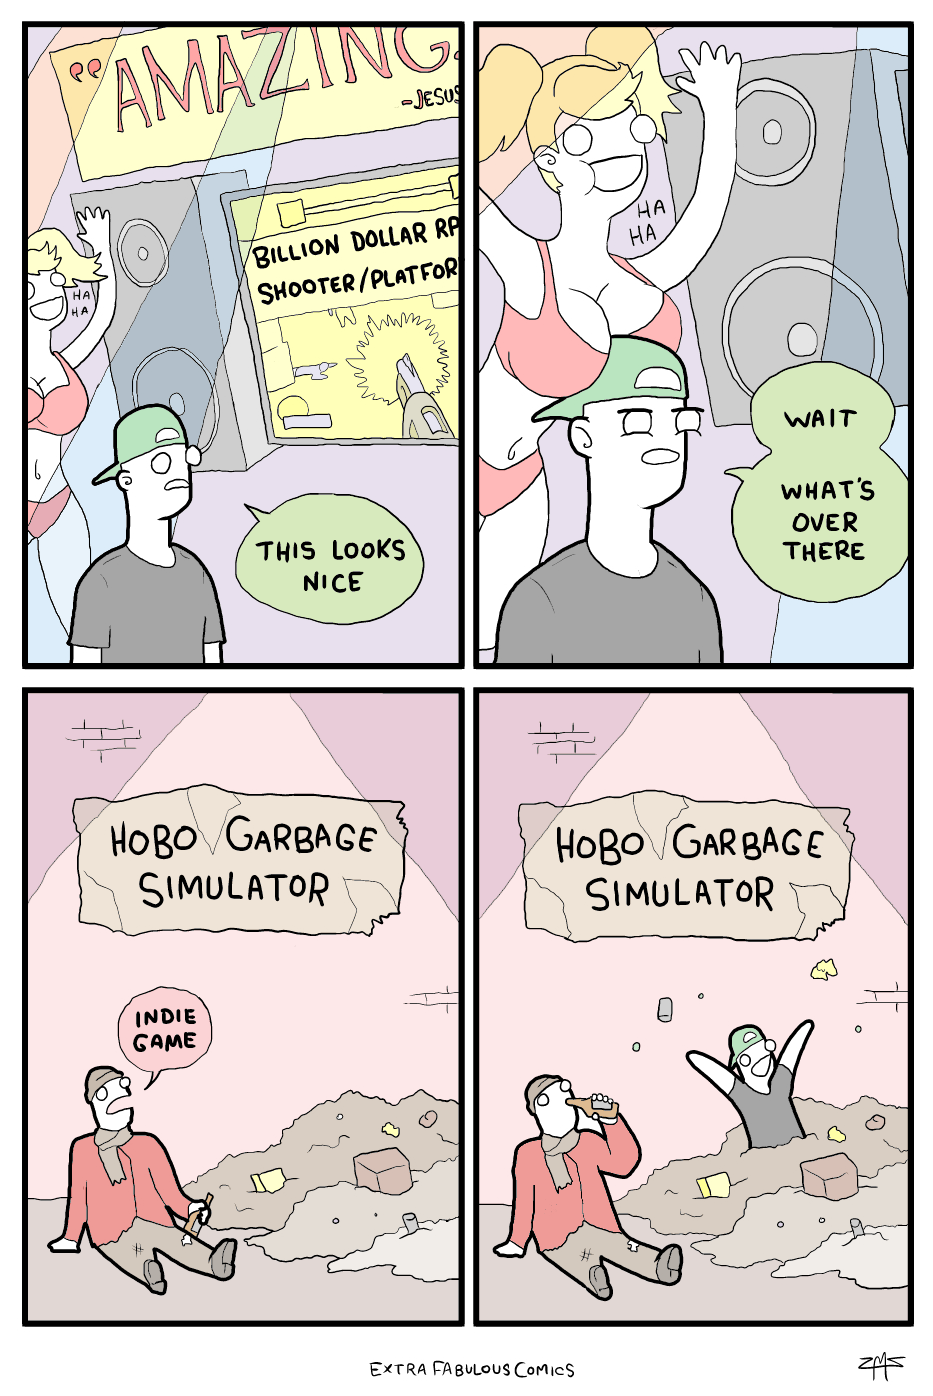 "AMAZING.
-JESUS
BILLION DOLLAR RP
SHOOTER/PLATFOR
HA
HA
THIS LOOKS
NICE
HA
HA
WAIT
WHAT'S
OVER
THERE
HOBO GARBAGE
SIMULATOR
INDIE
GAME
HOBO GARBAGE
SIMULATOR
EXTRA FABULOUS COMICS